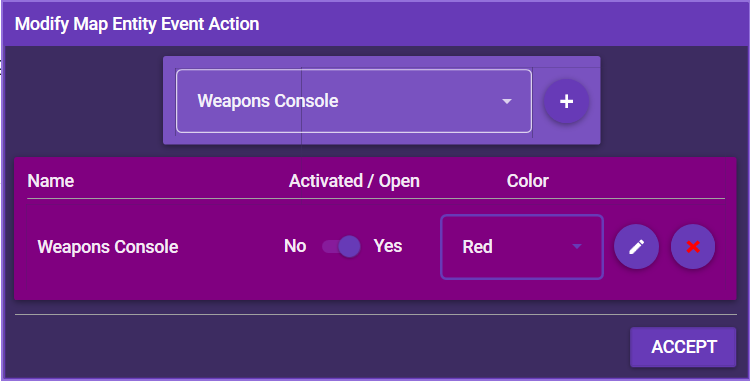 Modify Map Entity Event Action
Weapons Console
+
Name Activated / Open Color
Weapons Console No Yes Red
ACCEPT